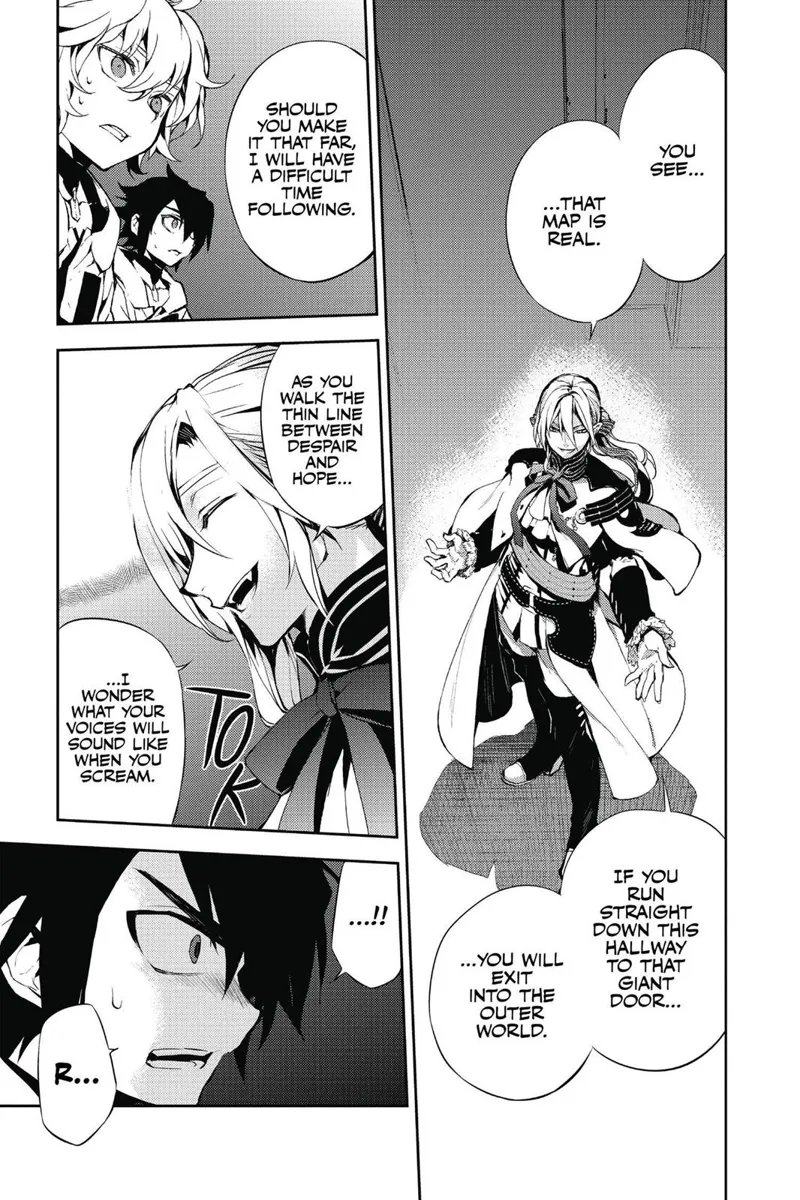 YOU
SEE...
...THAT
MAP IS
REAL.
IF YOU
RUN
STRAIGHT
DOWN THIS
HALLWAY
TO THAT
GIANT
DOOR...
...YOU WILL
EXIT
INTO THE
OUTER
WORLD.
SHOULD
YOU MAKE
IT THAT FAR,
I WILL HAVE
A DIFFICULT
TIME
FOLLOWING.
AS YOU
WALK THE
THIN LINE
BETWEEN
DESPAIR
AND
HOPE...
...I
WONDER
WHAT YOUR
VOICES WILL
SOUND LIKE
WHEN YOU
SCREAM.
TOK
...!!
R...